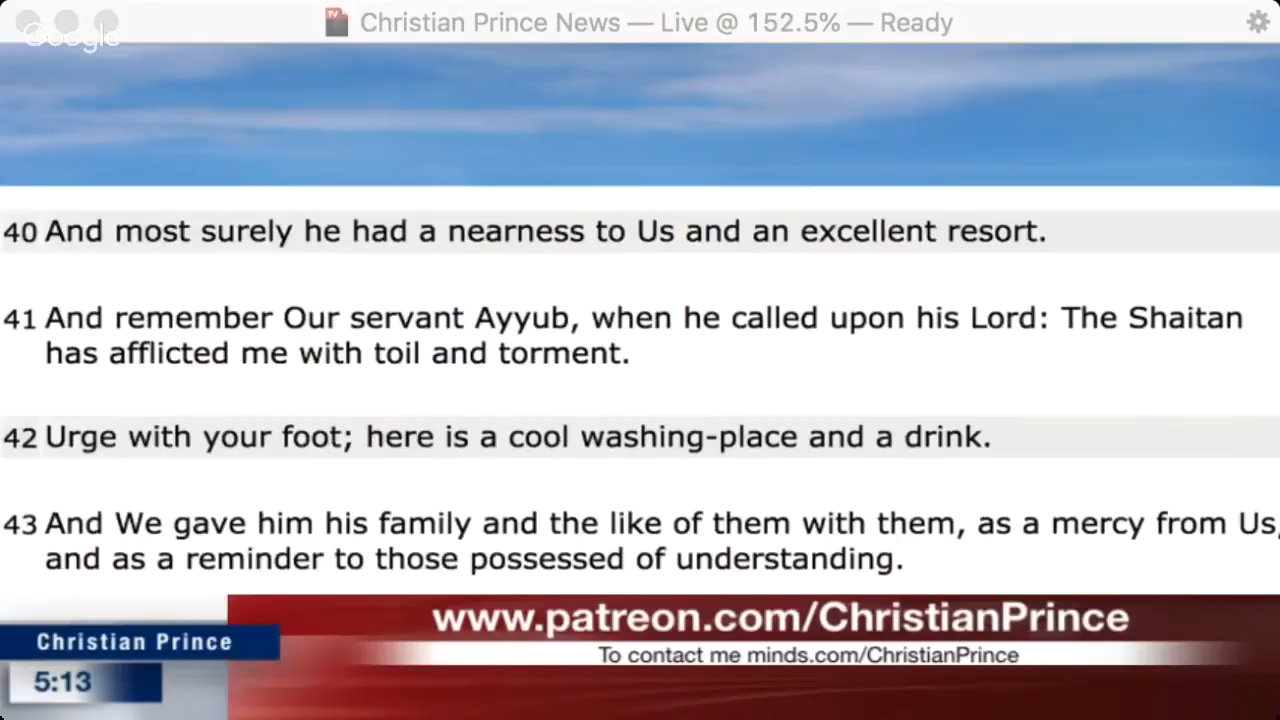 Christian Prince News — Live @ 152.5% — Ready
Google
40 And most surely he had a nearness to Us and an excellent resort.
41 And remember Our servant Ayyub, when he called upon his Lord: The Shaitan
has afflicted me with toil and torment.
42 Urge with your foot; here is a cool washing-place and a drink.
43 And We gave him his family and the like of them with them, as a mercy from Us,
and as a reminder to those possessed of understanding.
www.patreon.com/ChristianPrince
Christian Prince
To contact me minds.com/ChristianPrince
5:13